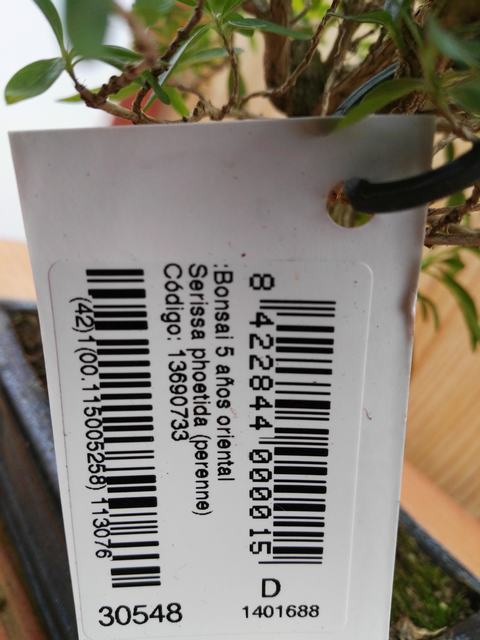 8 422844 000015
:Bonsai 5 años oriental
Serissa phoetida (perenne)
Código: 13690733
(42)1(00.115005258) 113076
D
1401688
30548